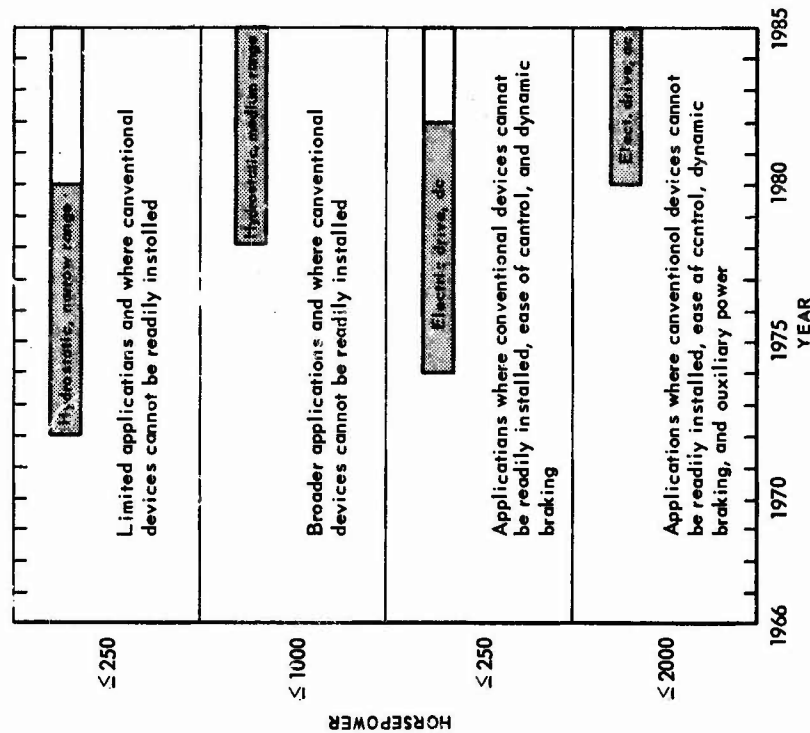 HORSEPOWER
≤ 250
Hydrostatic, narrow range
Limited applications and where conventional
devices cannot be readily installed
≤ 1000
Hydrostatic, medium range
Broader applications and where conventional
devices cannot be readily installed
≤ 250
Electric drive, dc
Applications where conventional devices cannot
be readily installed, ease of control, and dynamic
braking
≤ 2000
Elect. drive, ac
Applications where conventional devices cannot
be readily installed, ease of control, dynamic
braking, and auxiliary power
1966
1970
1975
1980
1985
YEAR